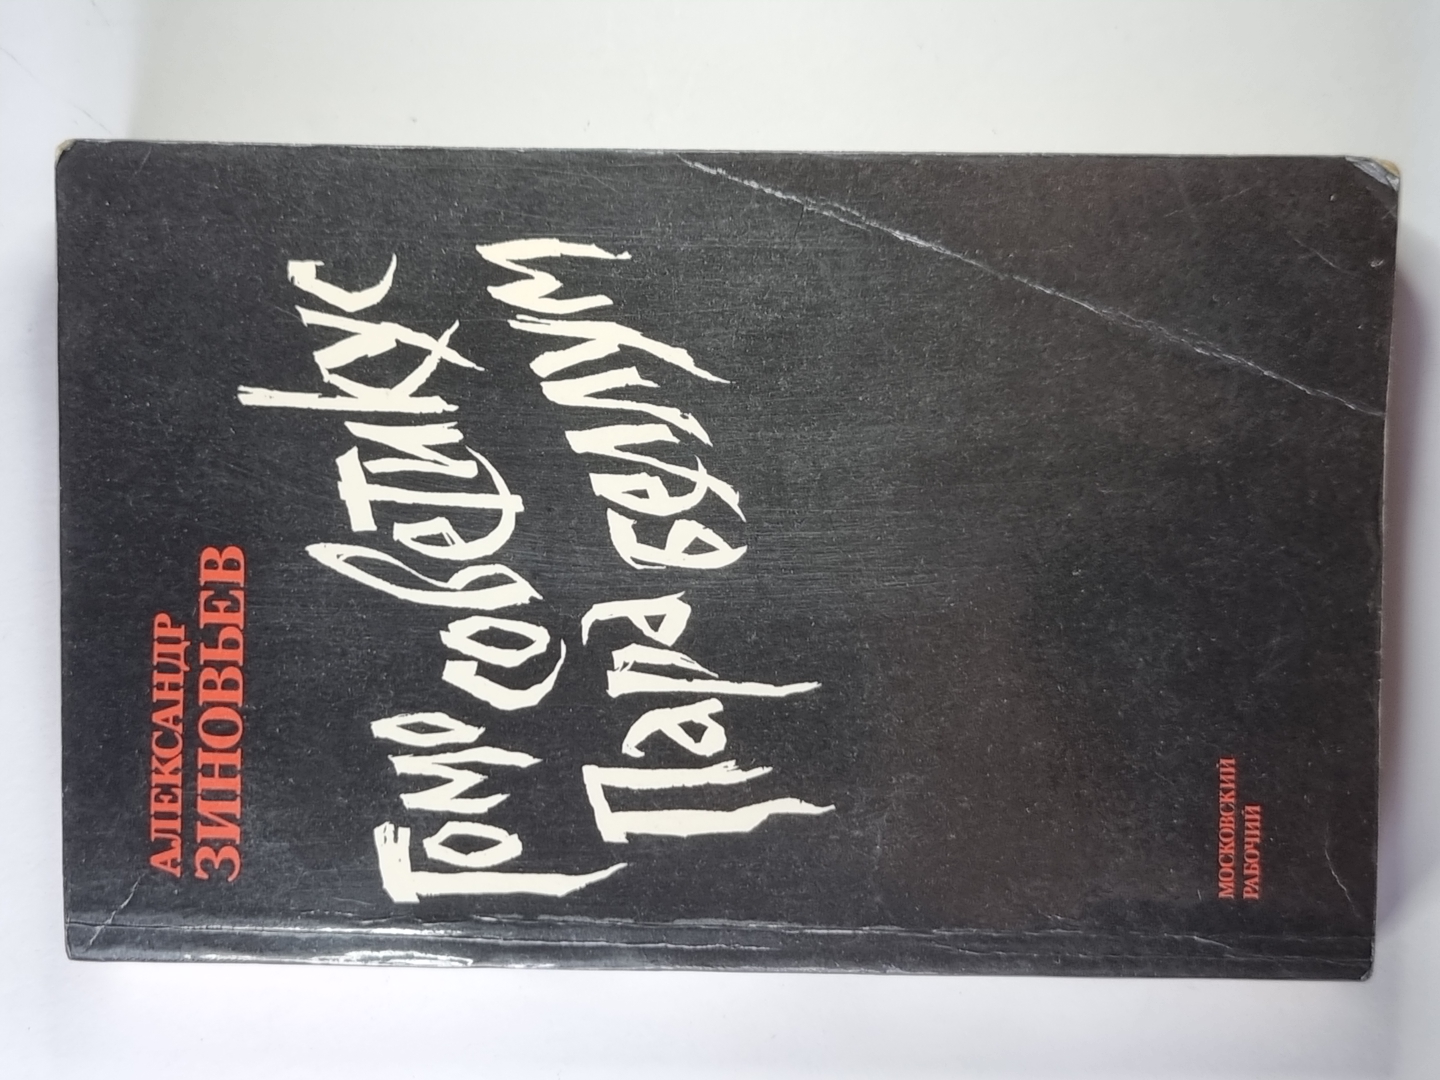 АЛЕКСАНДР
ЗИНОВЬЕВ
Гомо советикус
Пара беллум
МОСКОВСКИЙ
РАБОЧИЙ